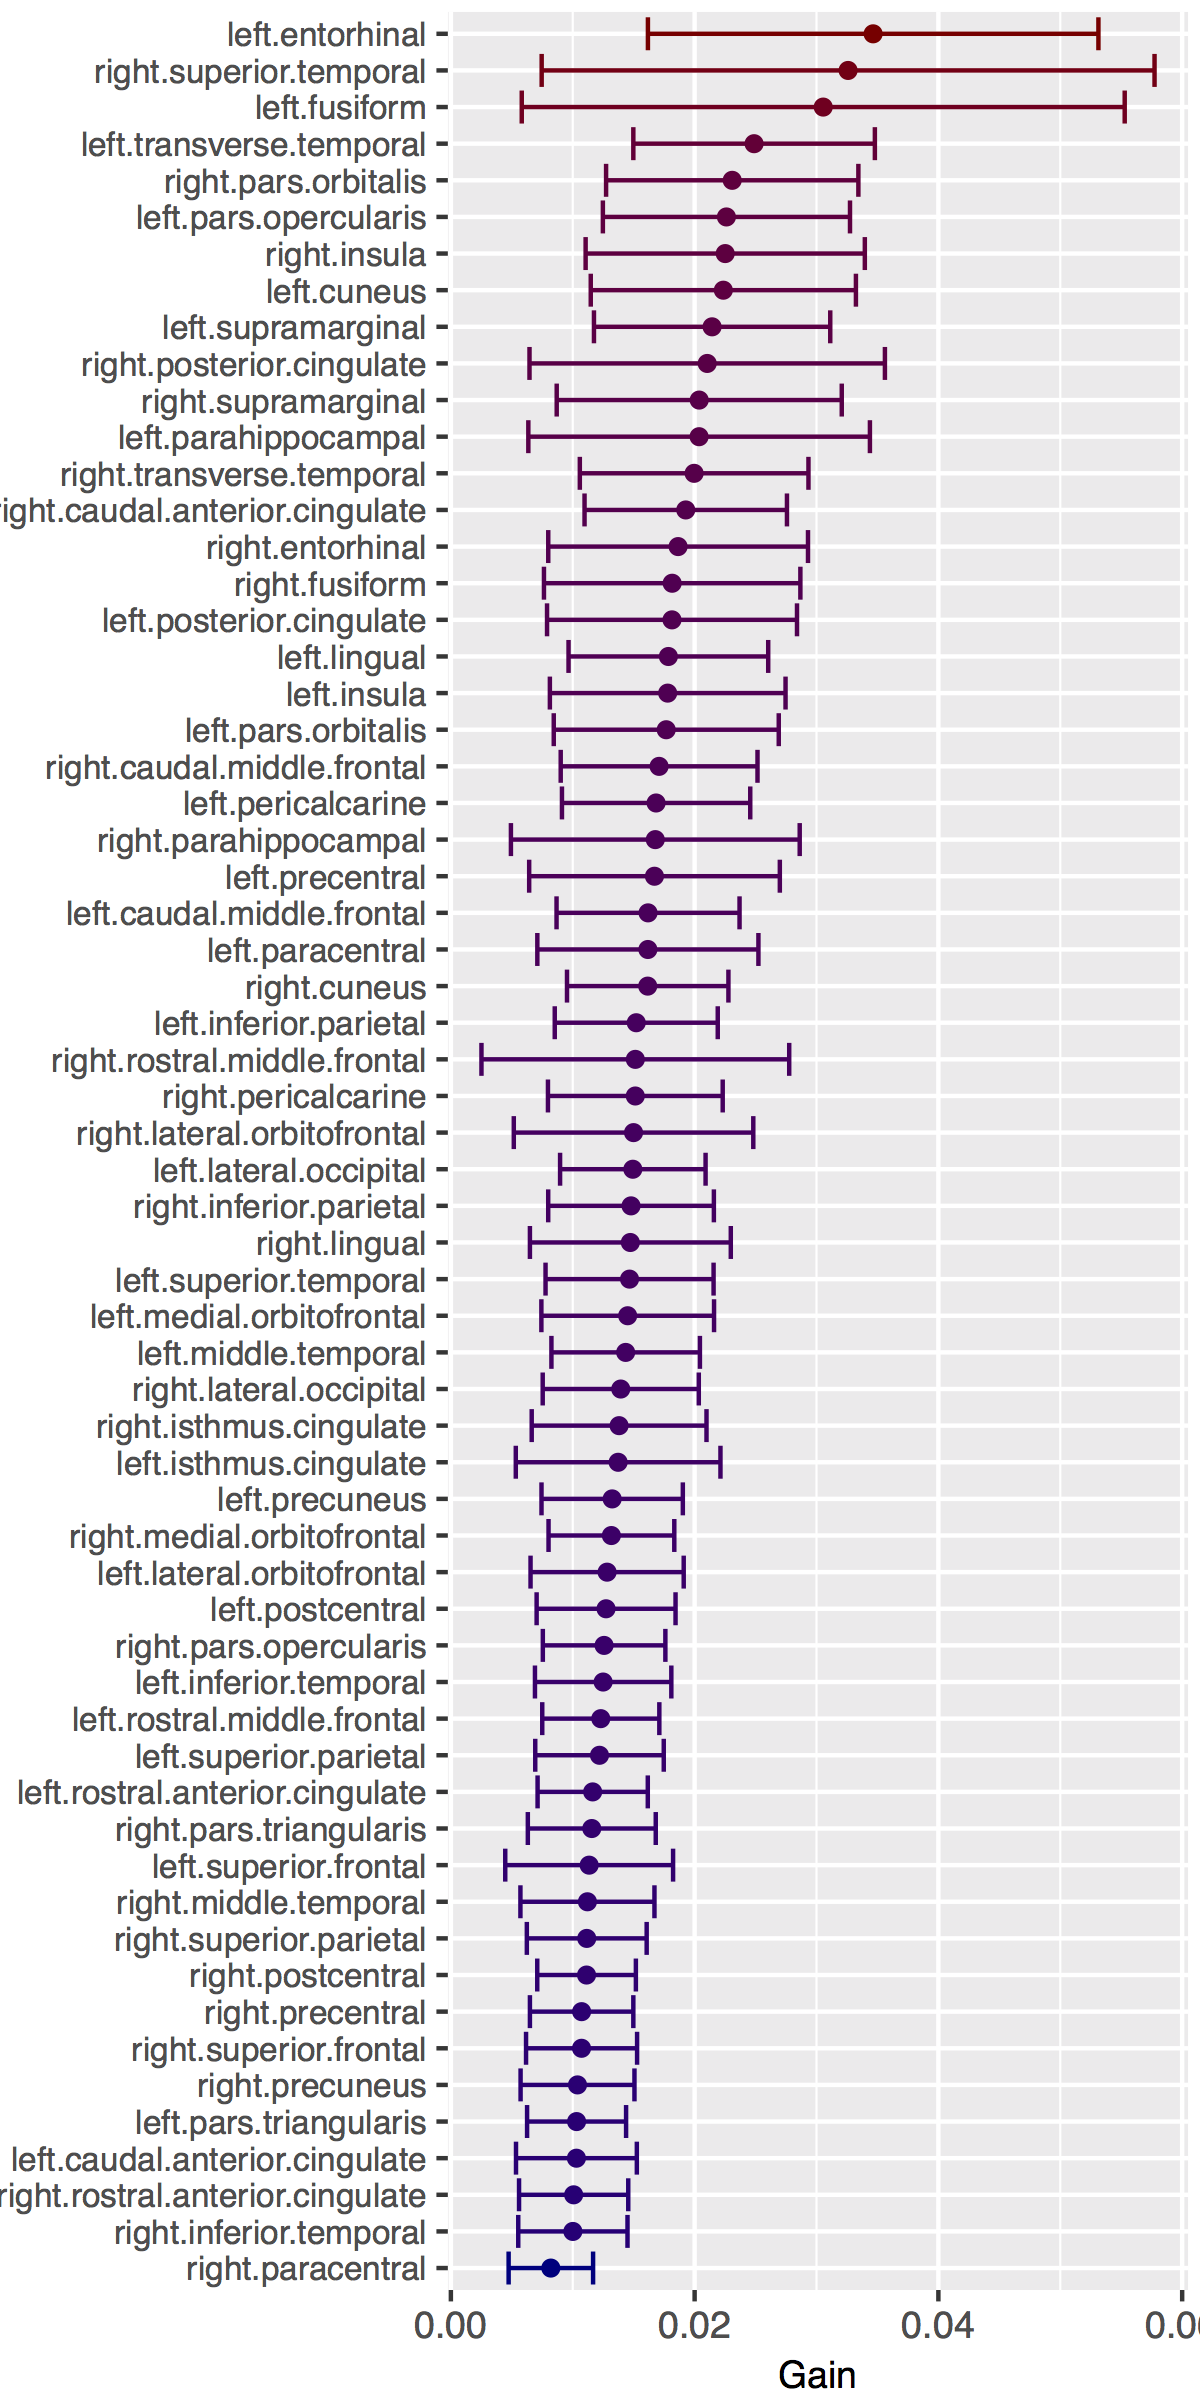 left.entorhinal
right.superior.temporal
left.fusiform
left.transverse.temporal
right.pars.orbitalis
left.pars.opercularis
right.insula
left.cuneus
left.supramarginal
right.posterior.cingulate
right.supramarginal
left.parahippocampal
right.transverse.temporal
ight.caudal.anterior.cingulate
right.entorhinal
right.fusiform
left.posterior.cingulate
left.lingual
left.insula
left.pars.orbitalis
right.caudal.middle.frontal
left.pericalcarine
right.parahippocampal
left.precentral
left.caudal.middle.frontal
left.paracentral
right.cuneus
left.inferior.parietal
right.rostral.middle.frontal
right.pericalcarine
right.lateral.orbitofrontal
left.lateral.occipital
right.inferior.parietal
right.lingual
left.superior.temporal
left.medial.orbitofrontal
left.middle.temporal
right.lateral.occipital
right.isthmus.cingulate
left.isthmus.cingulate
left.precuneus
right.medial.orbitofrontal
left.lateral.orbitofrontal
left.postcentral
right.pars.opercularis
left.inferior.temporal
left.rostral.middle.frontal
left.superior.parietal
left.rostral.anterior.cingulate
right.pars.triangularis
left.superior.frontal
right.middle.temporal
right.superior.parietal
right.postcentral
right.precentral
right.superior.frontal
right.precuneus
left.pars.triangularis
left.caudal.anterior.cingulate
right.rostral.anterior.cingulate
right.inferior.temporal
right.paracentral
0.00 0.02 0.04 0.0
Gain